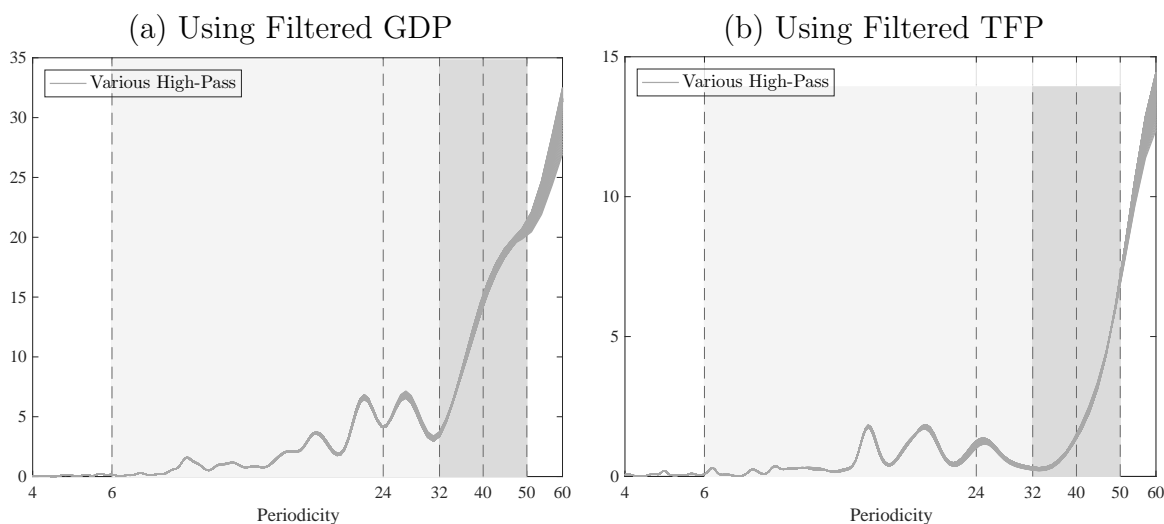 (a) Using Filtered GDP
35
30
25
20
15
10
5
0
Various High-Pass
4 6 24 32 40 50 60
Periodicity
(b) Using Filtered TFP
15
10
5
0
Various High-Pass
4 6 24 32 40 50 60
Periodicity